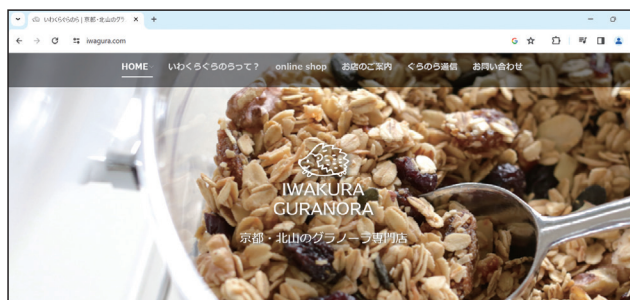 いわくらぐらのら | 京都・北山のグラ
iwagura.com
HOME いわくらぐらのらって? online shop お店のご案内 ぐらのら通信 お問い合わせ
IWAKURA
GURANORA
京都・北山のグラノーラ専門店